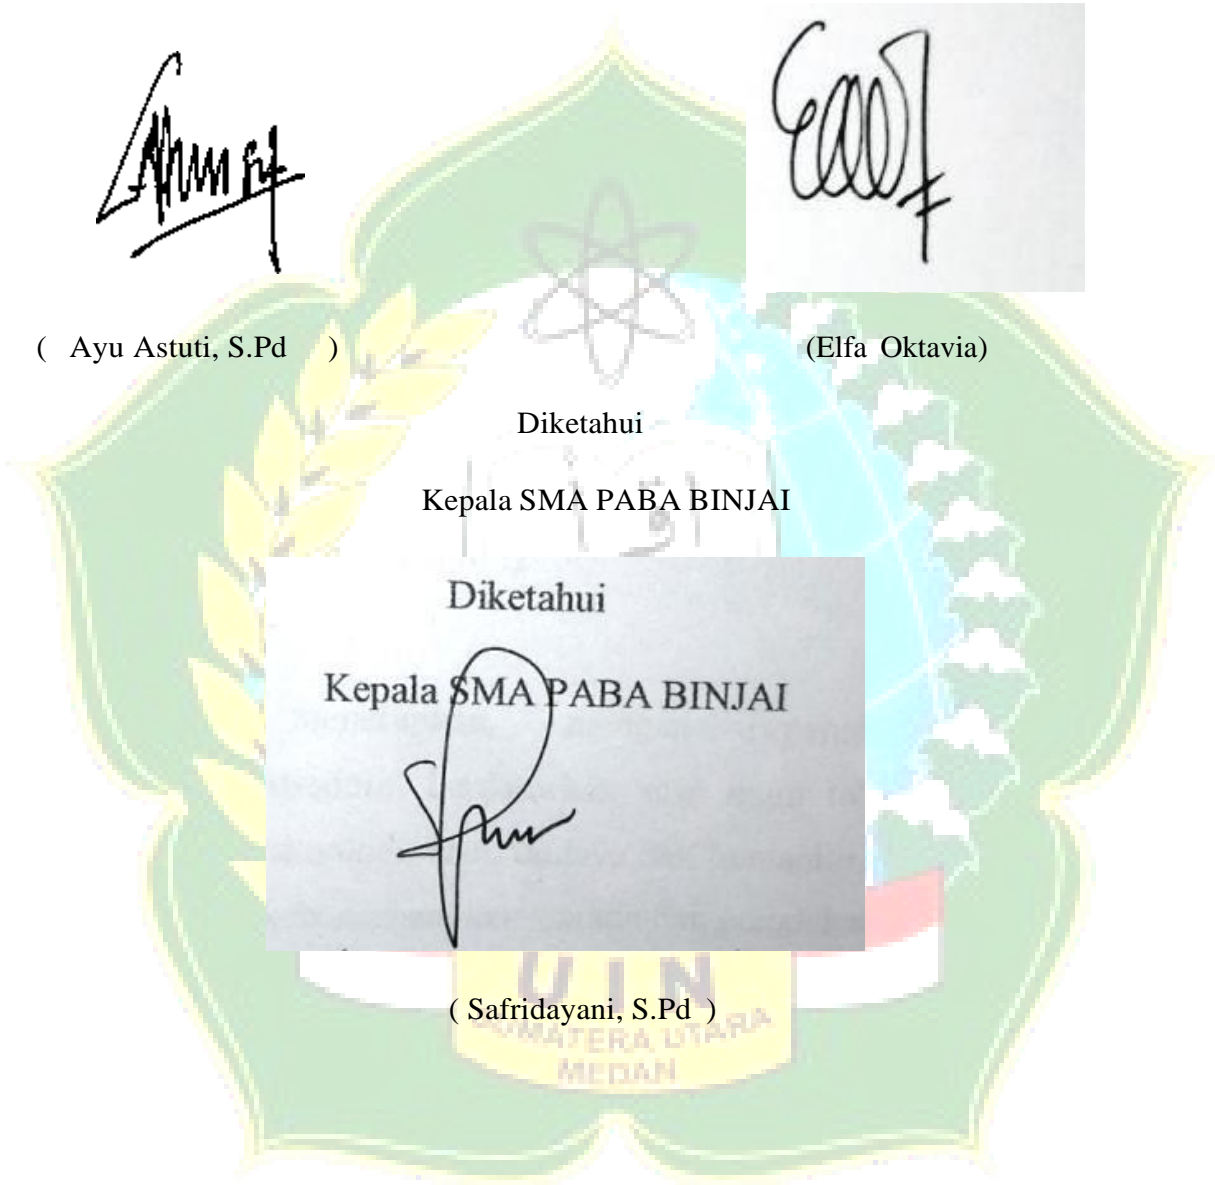 ( Ayu Astuti, S.Pd )
(Elfa Oktavia)
Diketahui
Kepala SMA PABA BINJAI
Diketahui
Kepala SMA PABA BINJAI
( Safridayani, S.Pd )
UIN
SUMATERA UTARA
MEDAN